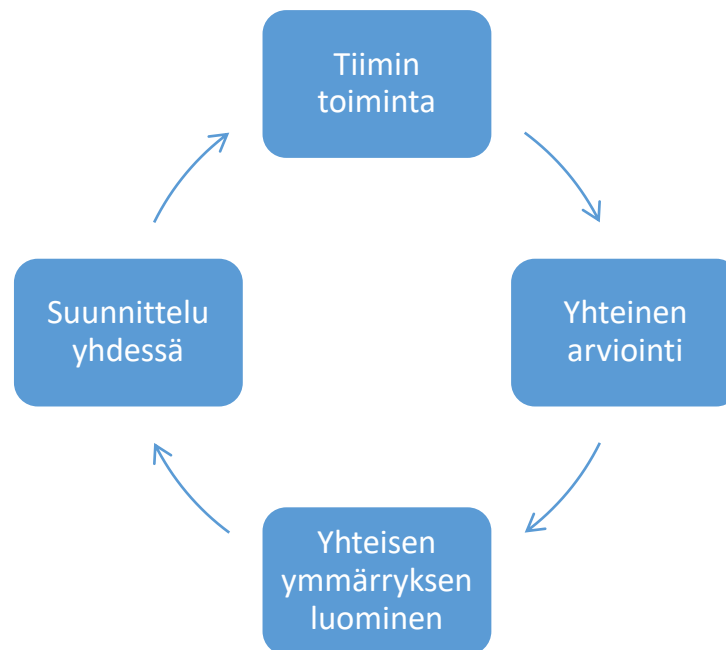 Tiimin
toiminta
Yhteinen
arviointi
Yhteisen
ymmärryksen
luominen
Suunnittelu
yhdessä